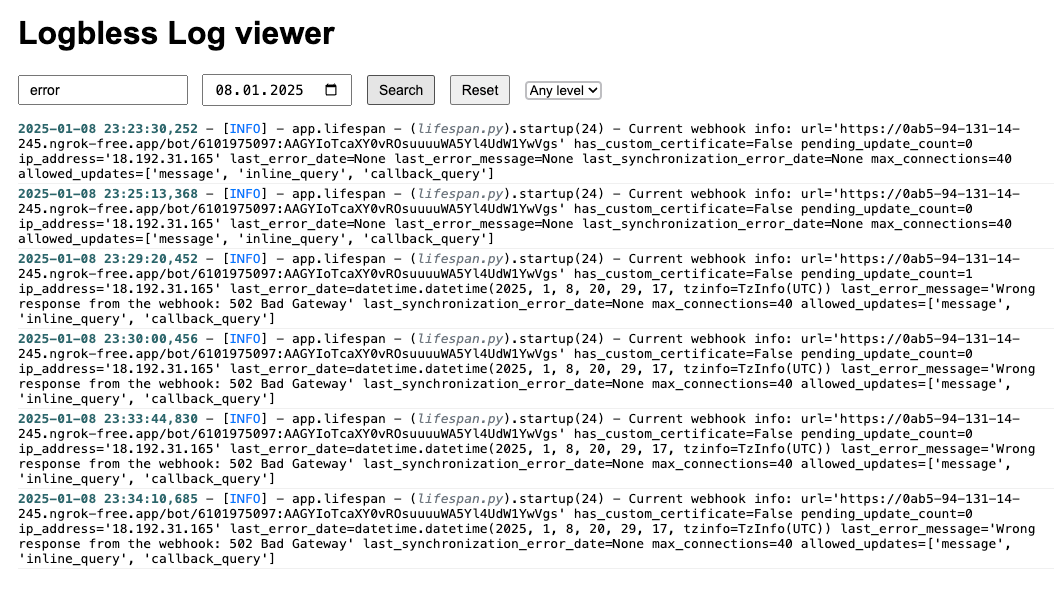 Logbless Log viewer
error 08.01.2025 Search Reset Any level
2025-01-08 23:23:30,252 – [INFO] – app.lifespan – (lifespan.py).startup(24) – Current webhook info: url='https://0ab5-94-131-14-
245.ngrok-free.app/bot/6101975097:AAGYIoTcaXY0vROsuuuuWA5Yl4UdW1YwVgs' has_custom_certificate=False pending_update_count=0
ip_address='18.192.31.165' last_error_date=None last_error_message=None last_synchronization_error_date=None max_connections=40
allowed_updates=['message', 'inline_query', 'callback_query']
2025-01-08 23:25:13,368 – [INFO] – app.lifespan – (lifespan.py).startup(24) – Current webhook info: url='https://0ab5-94-131-14-
245.ngrok-free.app/bot/6101975097:AAGYIoTcaXY0vROsuuuuWA5Yl4UdW1YwVgs' has_custom_certificate=False pending_update_count=0
ip_address='18.192.31.165' last_error_date=None last_error_message=None last_synchronization_error_date=None max_connections=40
allowed_updates=['message', 'inline_query', 'callback_query']
2025-01-08 23:29:20,452 – [INFO] – app.lifespan – (lifespan.py).startup(24) – Current webhook info: url='https://0ab5-94-131-14-
245.ngrok-free.app/bot/6101975097:AAGYIoTcaXY0vROsuuuuWA5Yl4UdW1YwVgs' has_custom_certificate=False pending_update_count=1
ip_address='18.192.31.165' last_error_date=datetime.datetime(2025, 1, 8, 20, 29, 17, tzinfo=TzInfo(UTC)) last_error_message='Wrong
response from the webhook: 502 Bad Gateway' last_synchronization_error_date=None max_connections=40 allowed_updates=['message',
'inline_query', 'callback_query']
2025-01-08 23:30:00,456 – [INFO] – app.lifespan – (lifespan.py).startup(24) – Current webhook info: url='https://0ab5-94-131-14-
245.ngrok-free.app/bot/6101975097:AAGYIoTcaXY0vROsuuuuWA5Yl4UdW1YwVgs' has_custom_certificate=False pending_update_count=0
ip_address='18.192.31.165' last_error_date=datetime.datetime(2025, 1, 8, 20, 29, 17, tzinfo=TzInfo(UTC)) last_error_message='Wrong
response from the webhook: 502 Bad Gateway' last_synchronization_error_date=None max_connections=40 allowed_updates=['message',
'inline_query', 'callback_query']
2025-01-08 23:33:44,830 – [INFO] – app.lifespan – (lifespan.py).startup(24) – Current webhook info: url='https://0ab5-94-131-14-
245.ngrok-free.app/bot/6101975097:AAGYIoTcaXY0vROsuuuuWA5Yl4UdW1YwVgs' has_custom_certificate=False pending_update_count=0
ip_address='18.192.31.165' last_error_date=datetime.datetime(2025, 1, 8, 20, 29, 17, tzinfo=TzInfo(UTC)) last_error_message='Wrong
response from the webhook: 502 Bad Gateway' last_synchronization_error_date=None max_connections=40 allowed_updates=['message',
'inline_query', 'callback_query']
2025-01-08 23:34:10,685 – [INFO] – app.lifespan – (lifespan.py).startup(24) – Current webhook info: url='https://0ab5-94-131-14-
245.ngrok-free.app/bot/6101975097:AAGYIoTcaXY0vROsuuuuWA5Yl4UdW1YwVgs' has_custom_certificate=False pending_update_count=0
ip_address='18.192.31.165' last_error_date=datetime.datetime(2025, 1, 8, 20, 29, 17, tzinfo=TzInfo(UTC)) last_error_message='Wrong
response from the webhook: 502 Bad Gateway' last_synchronization_error_date=None max_connections=40 allowed_updates=['message',
'inline_query', 'callback_query']